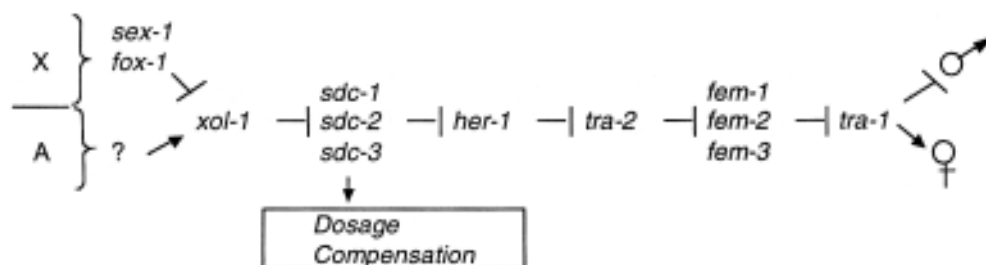 X
sex-1
fox-1
A
?
xol-1
sdc-1
sdc-2
sdc-3
her-1
tra-2
fem-1
fem-2
fem-3
tra-1
Dosage
Compensation